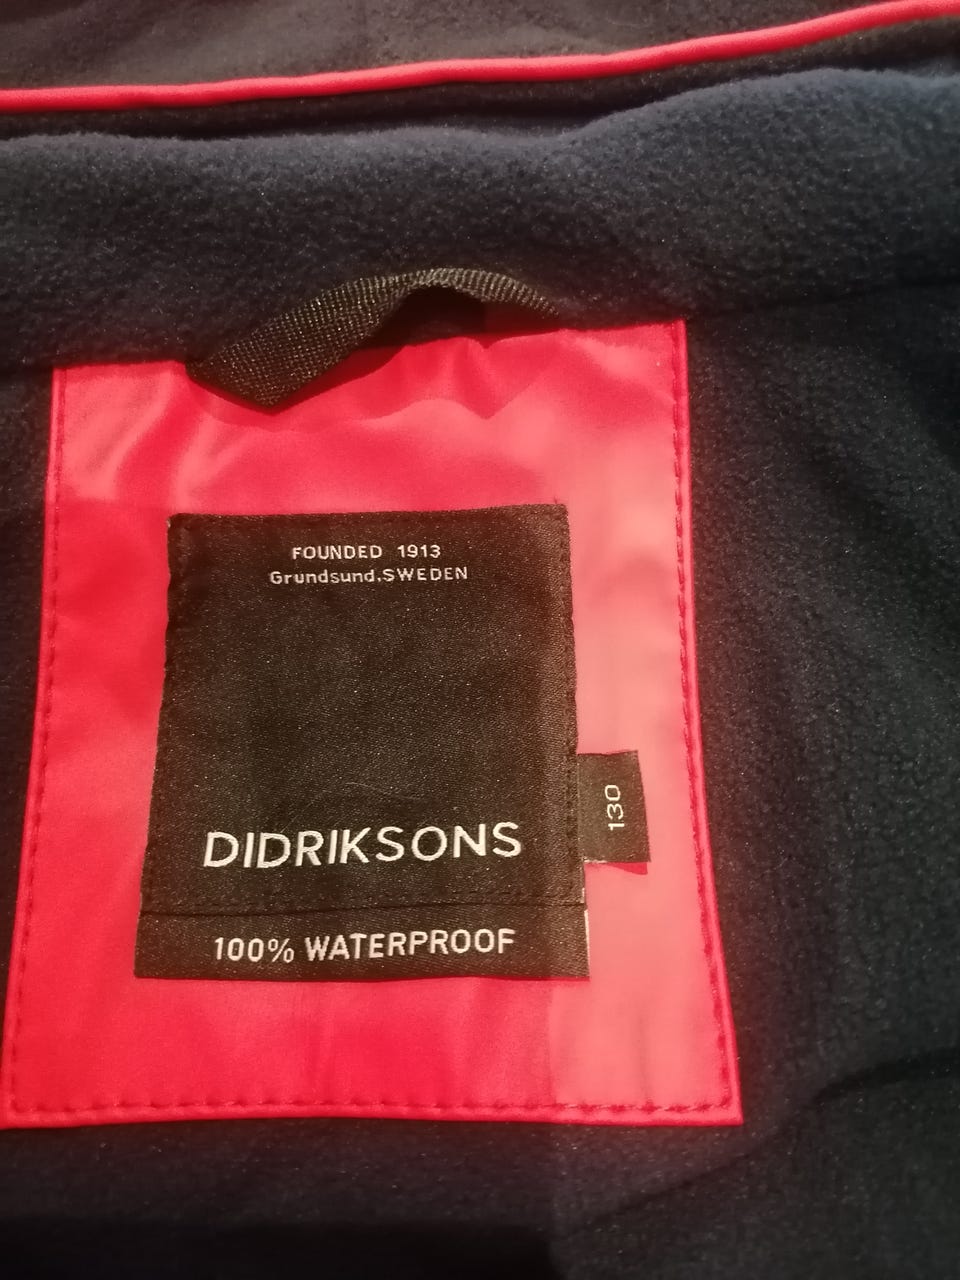 FOUNDED 1913
Grundsund,SWEDEN
DIDRIKSONS
130
100% WATERPROOF